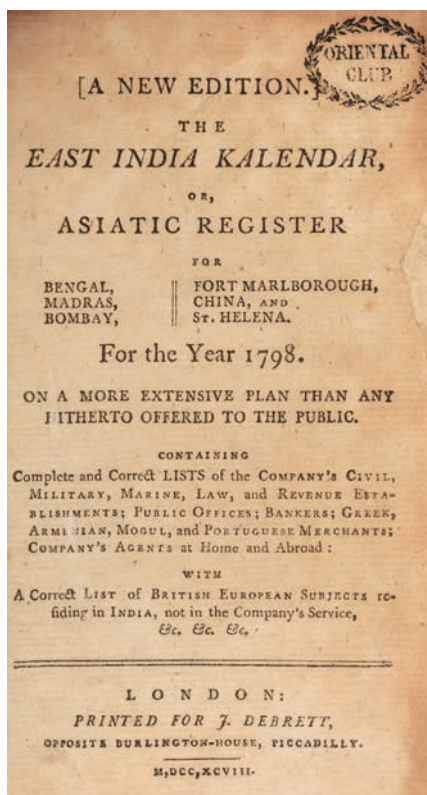 ORIENTAL
CLUB
[A NEW EDITION.]
THE
EAST INDIA KALENDAR,
OR,
ASIATIC REGISTER
FOR
BENGAL, FORT MARLBOROUGH,
MADRAS, CHINA, AND
BOMBAY, ST. HELENA.
For the Year 1798.
ON A MORE EXTENSIVE PLAN THAN ANY
HITHERTO OFFERED TO THE PUBLIC.
CONTAINING
Complete and Correct LISTS of the COMPANY'S CIVIL,
MILITARY, MARINE, LAW, and REVENUE ESTA-
BLISHMENTS; PUBLIC OFFICES; BANKERS; GREEK,
ARMENIAN, MOGUL, and PORTUGUESE MERCHANTS;
COMPANY'S AGENTS at Home and Abroad:
WITH
A Correct LIST of BRITISH EUROPEAN SUBJECTS re-
siding in INDIA, not in the Company's Service,
&c. &c. &c.
LONDON:
PRINTED FOR J. DEBRETT,
OPPOSITE BURLINGTON-HOUSE, PICCADILLY.
M,DCC,XCVIII.